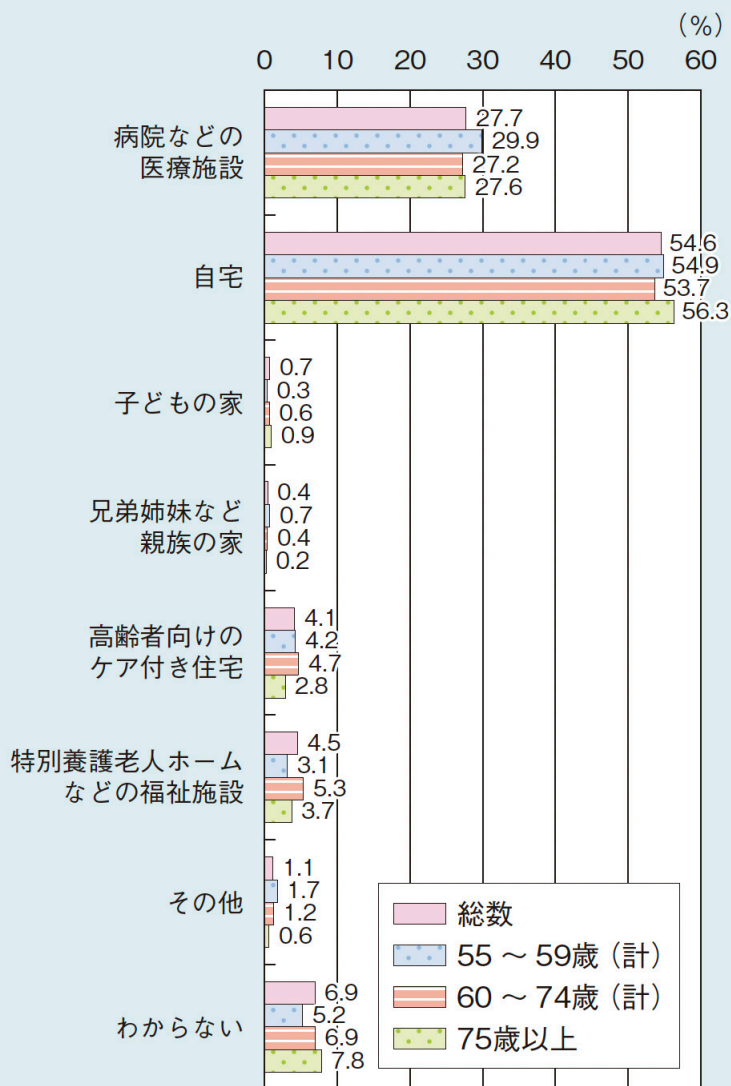 (%)
0 10 20 30 40 50 60
病院などの
医療施設
27.7
29.9
27.2
27.6
自宅
54.6
54.9
53.7
56.3
子どもの家
0.7
0.3
0.6
0.9
兄弟姉妹など
親族の家
0.4
0.7
0.4
0.2
高齢者向けの
ケア付き住宅
4.1
4.2
4.7
2.8
特別養護老人ホーム
などの福祉施設
4.5
3.1
5.3
3.7
その他
1.1
1.7
1.2
0.6
わからない
6.9
5.2
6.9
7.8
総数
55～59歳(計)
60～74歳(計)
75歳以上